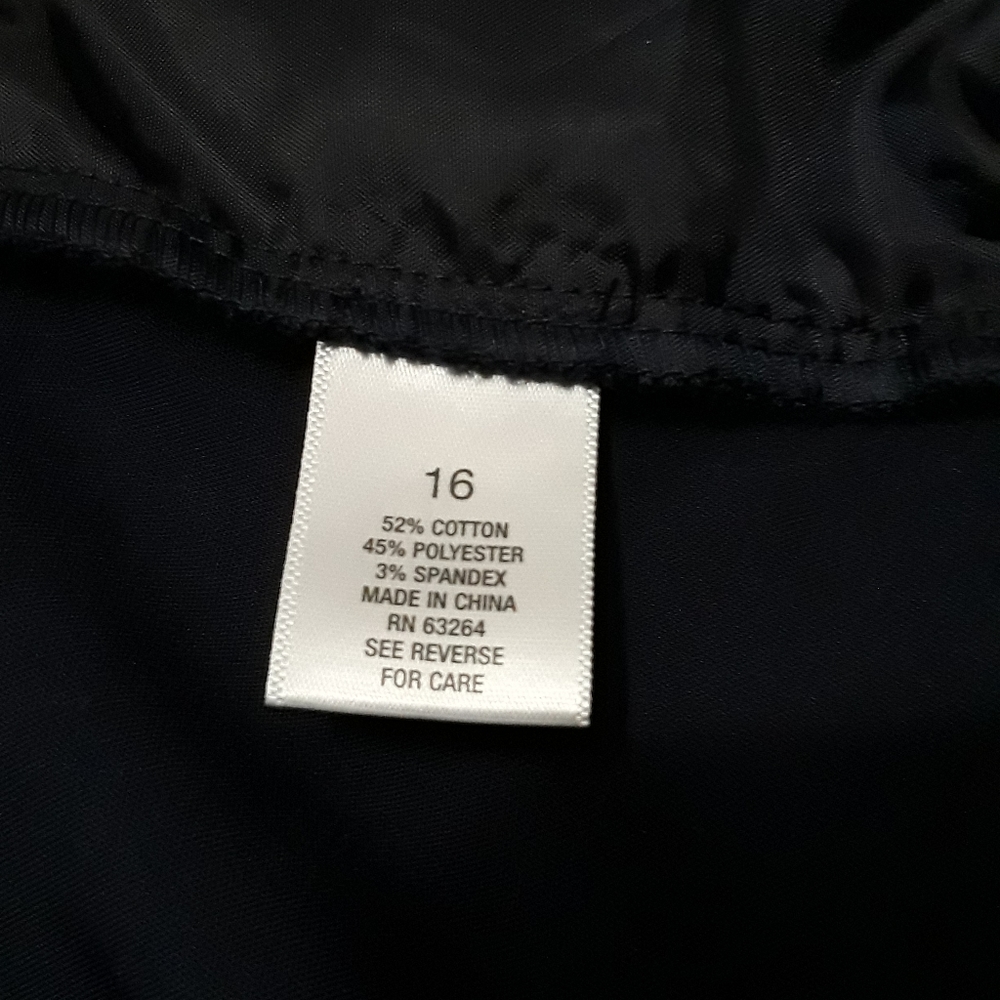 16
52% COTTON
45% POLYESTER
3% SPANDEX
MADE IN CHINA
RN 63264
SEE REVERSE
FOR CARE